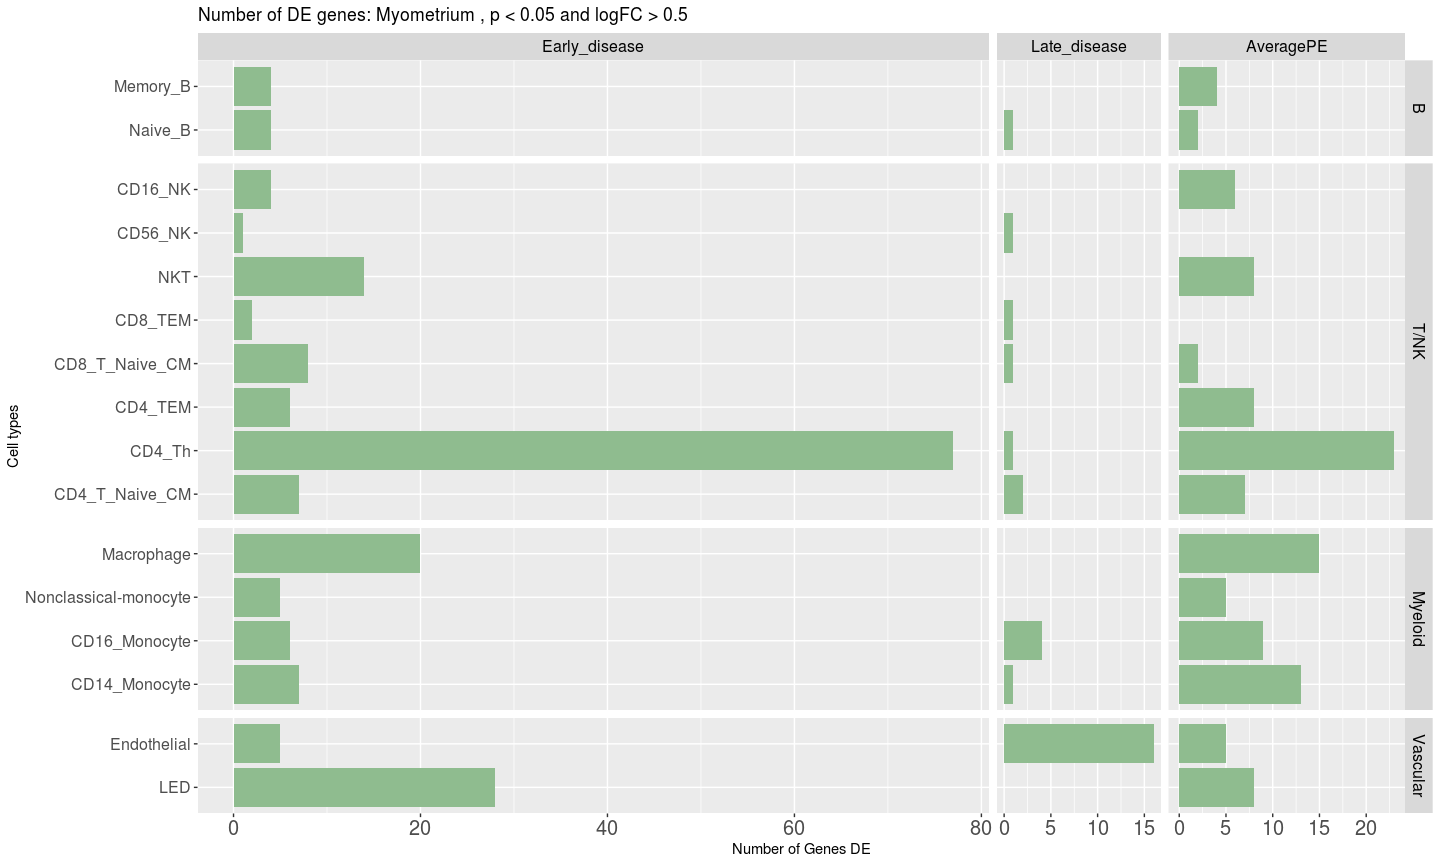 Number of DE genes: Myometrium , p < 0.05 and logFC > 0.5
Early_disease
Late_disease
AveragePE
Memory_B
Naive_B
B
CD16_NK
CD56_NK
NKT
CD8_TEM
CD8_T_Naive_CM
CD4_TEM
CD4_Th
CD4_T_Naive_CM
T/NK
Macrophage
Nonclassical-monocyte
CD16_Monocyte
CD14_Monocyte
Myeloid
Endothelial
LED
Vascular
Cell types
0 20 40 60 80
0 5 10 15
0 5 10 15 20
Number of Genes DE